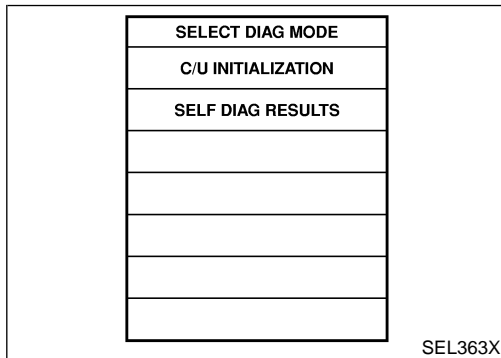 SELECT DIAG MODE
C/U INITIALIZATION
SELF DIAG RESULTS
SEL363X